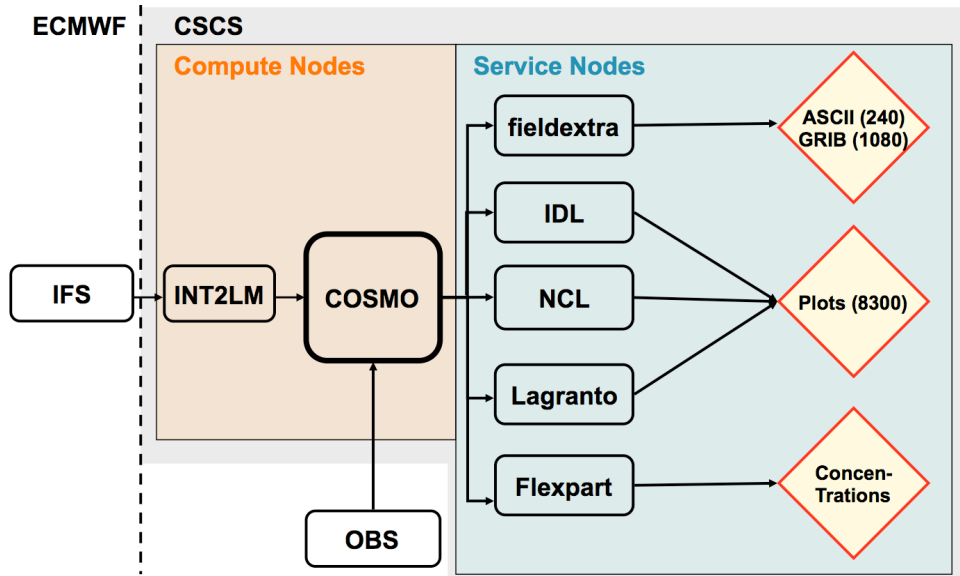 ECMWF
CSCS
Compute Nodes
Service Nodes
fieldextra
ASCII (240)
GRIB (1080)
IDL
IFS
INT2LM
COSMO
NCL
Plots (8300)
Lagranto
Flexpart
Concen-
Trations
OBS